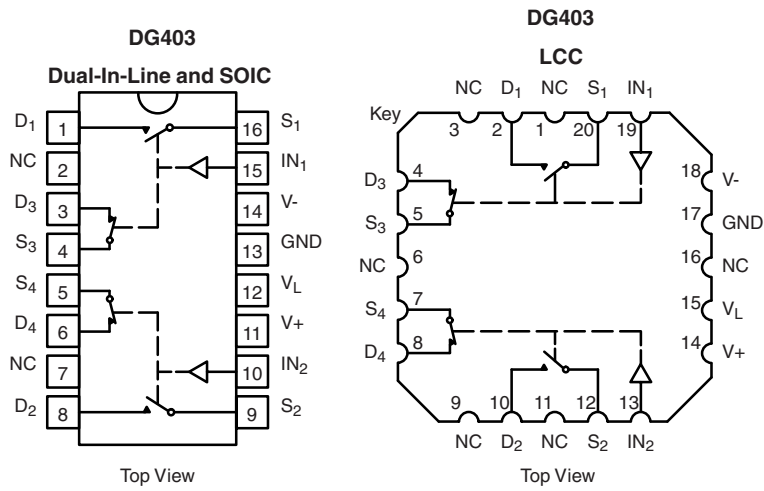 DG403
Dual-In-Line and SOIC
D1 1 16 S1
NC 2 15 IN1
D3 3 14 V-
S3 4 13 GND
S4 5 12 VL
D4 6 11 V+
NC 7 10 IN2
D2 8 9 S2
Top View
DG403
LCC
NC D1 NC S1 IN1
Key
3 2 1 20 19
D3 4 18 V-
S3 5 17 GND
NC 6 16 NC
S4 7 15 VL
D4 8 14 V+
9 10 11 12 13
NC D2 NC S2 IN2
Top View